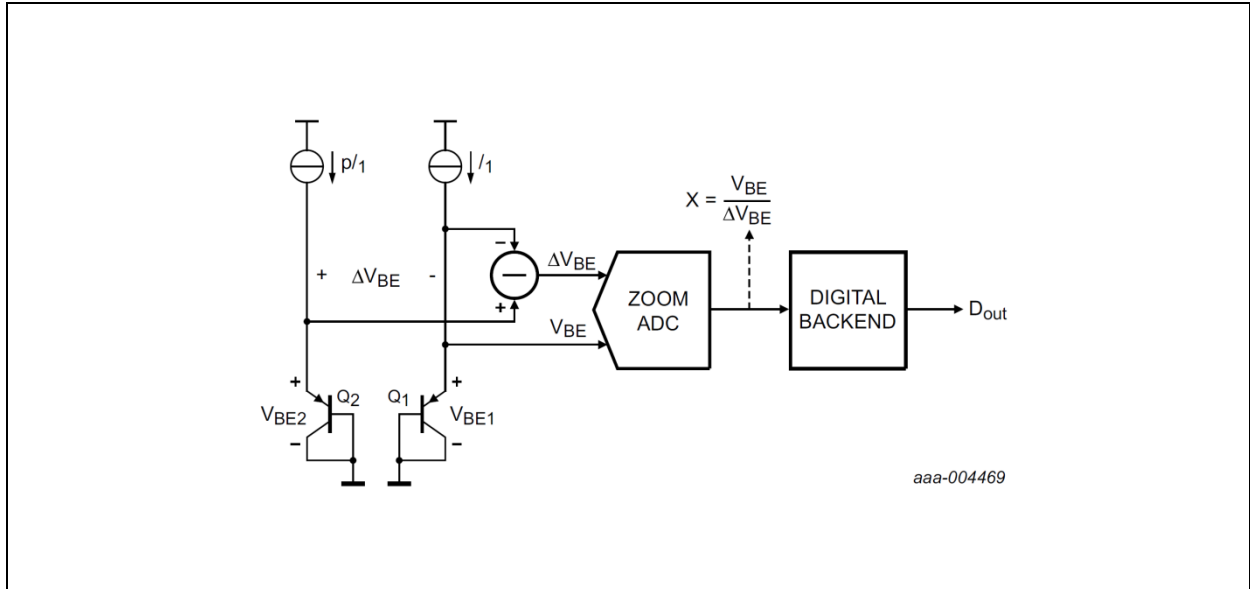 p/1
/1
X = VBE
ΔVBE
−
ΔVBE
+ ΔVBE -
ZOOM
ADC
DIGITAL
BACKEND
Dout
+
VBE
+
Q2
Q1
+
VBE2
VBE1
−
−
aaa-004469